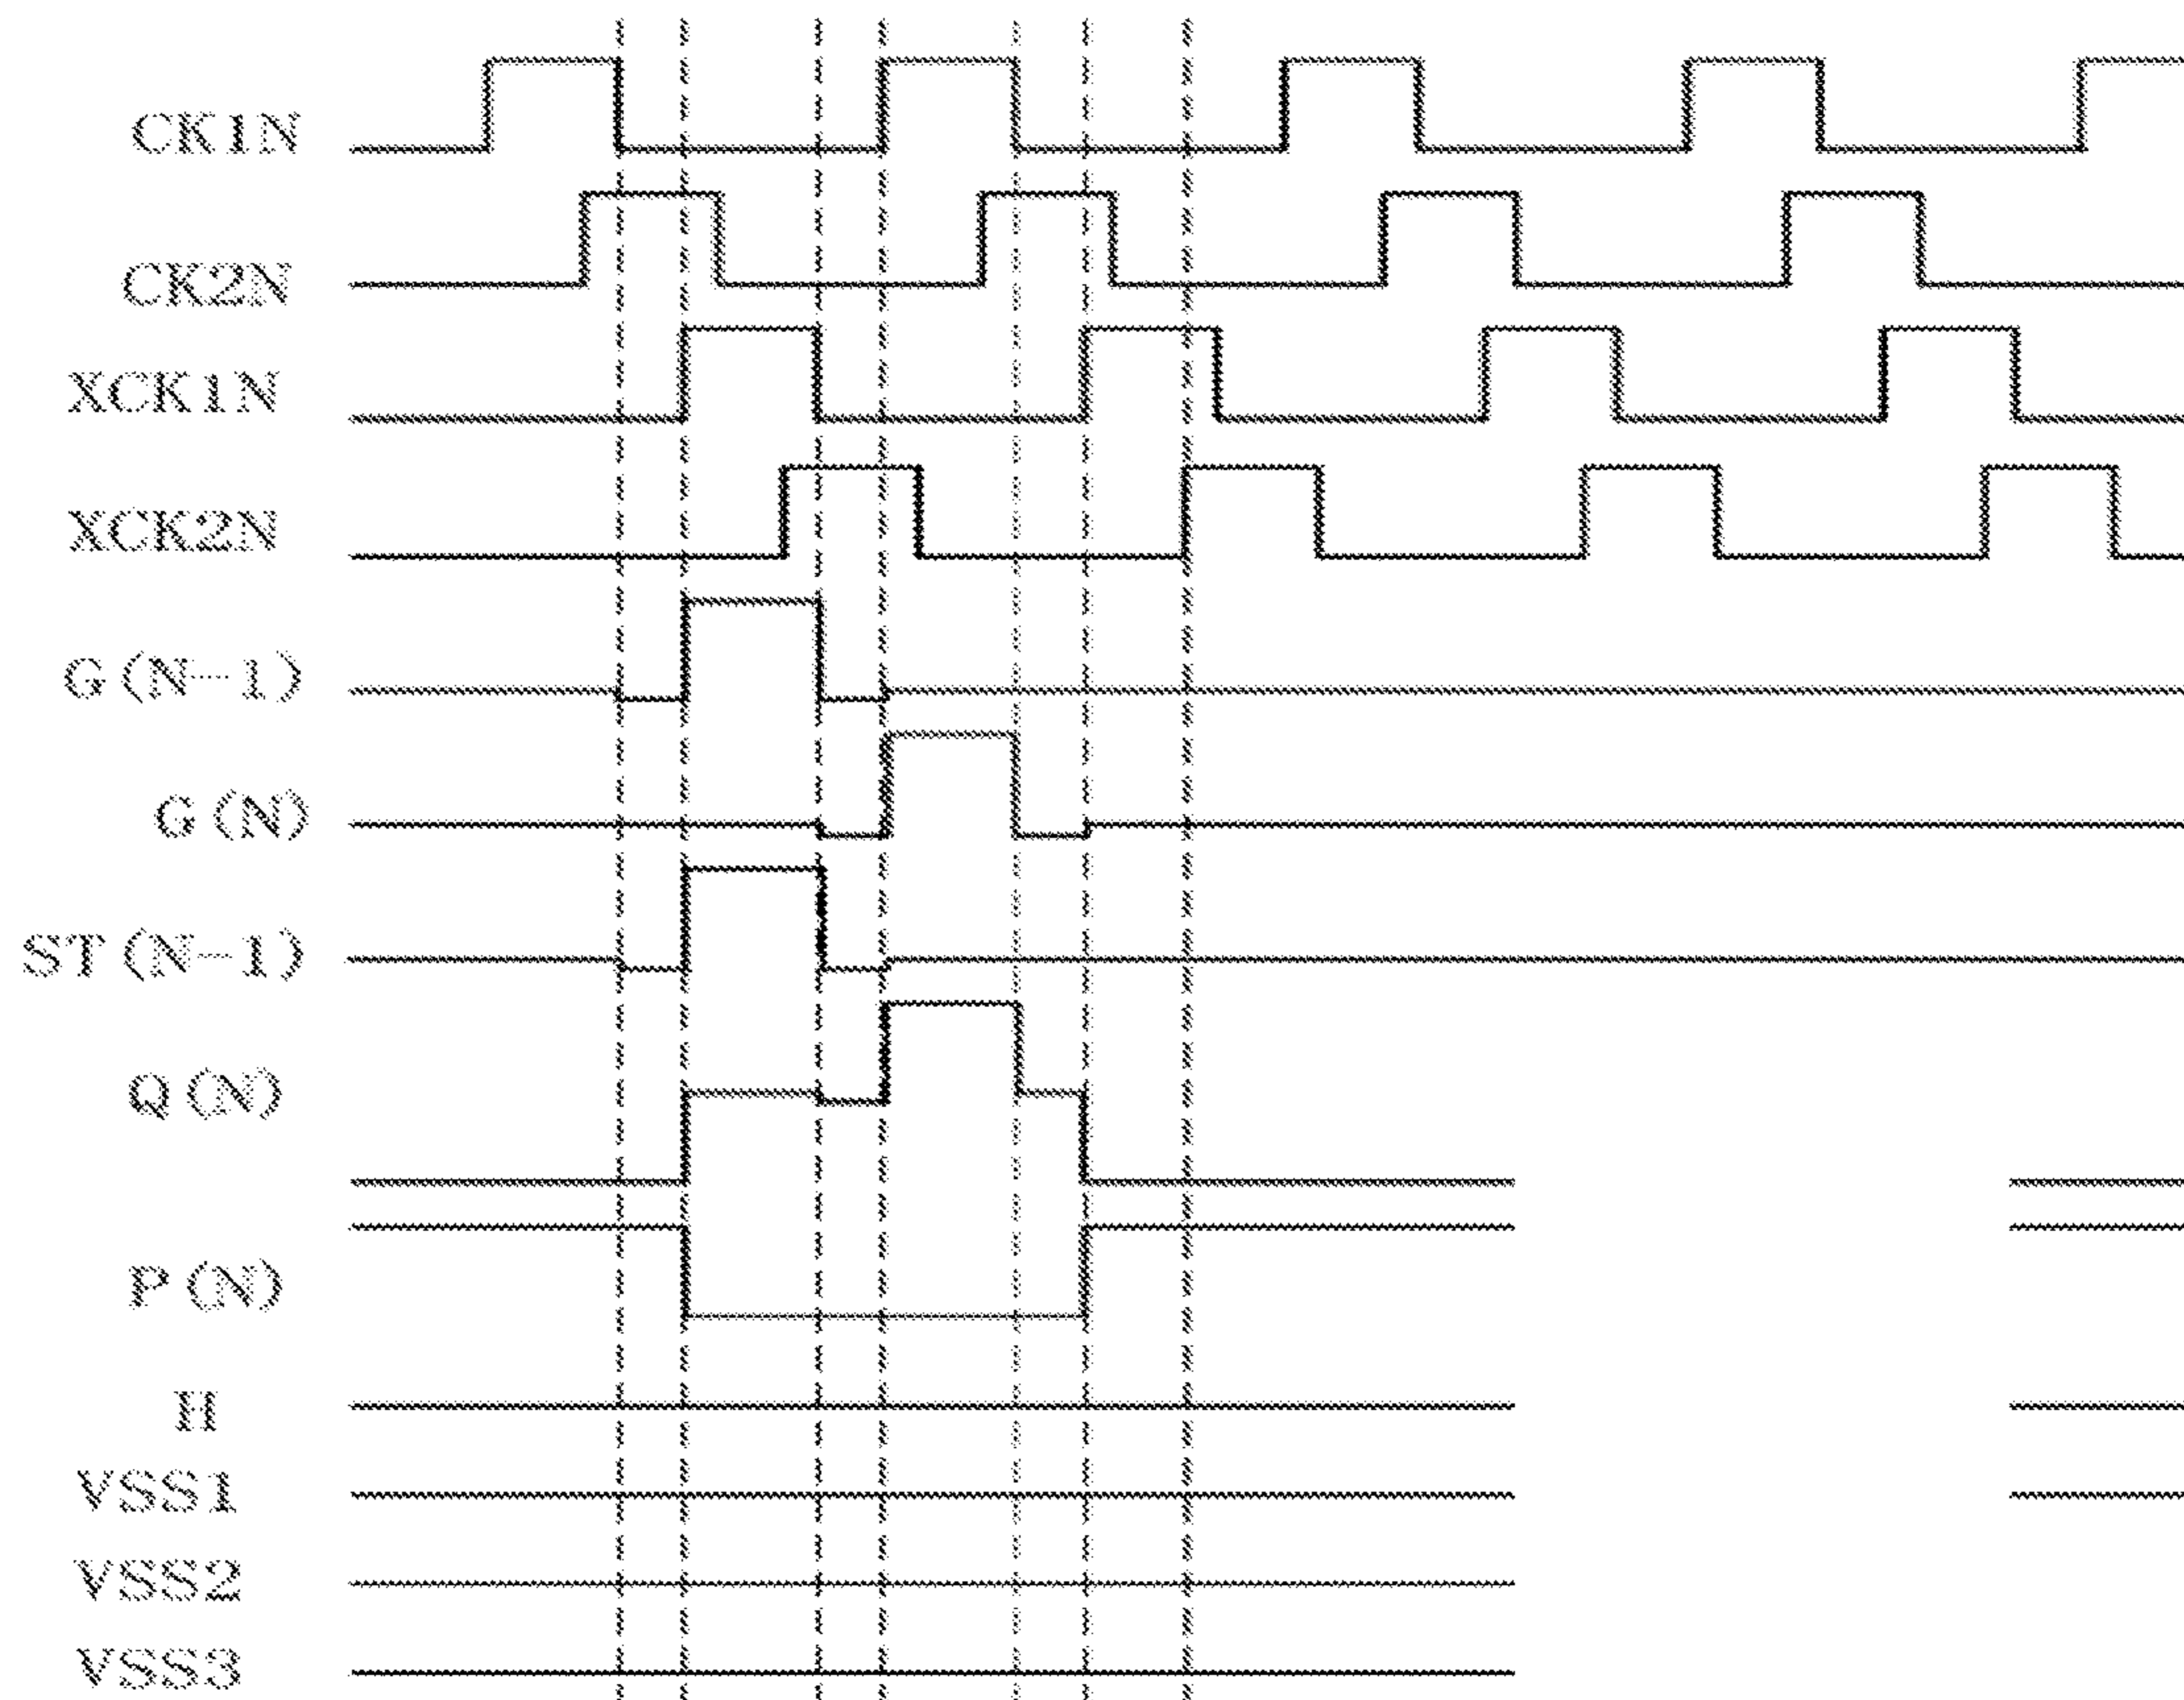 CK1N
CK2N
XCK1N
XCK2N
G (N-1)
G (N)
ST (N-1)
Q (N)
P (N)
H
VSS1
VSS2
VSS3